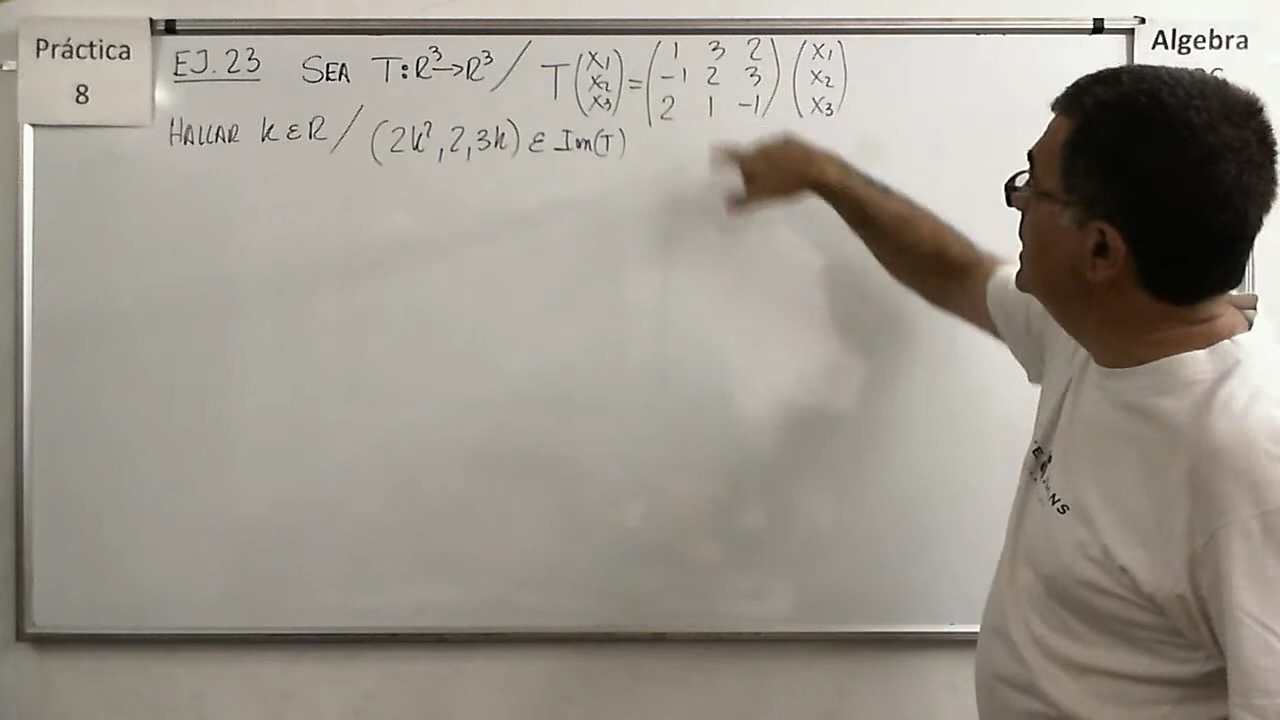 Práctica
8
Algebra
EJ. 23 SEA T: R³→R³ / T(x₁ x₂ x₃) = (1 3 2; -1 2 3; 2 1 -1) (x₁ x₂ x₃)
HALLAR k ∈ R / (2k², 2, 3k) ∈ Im(T)